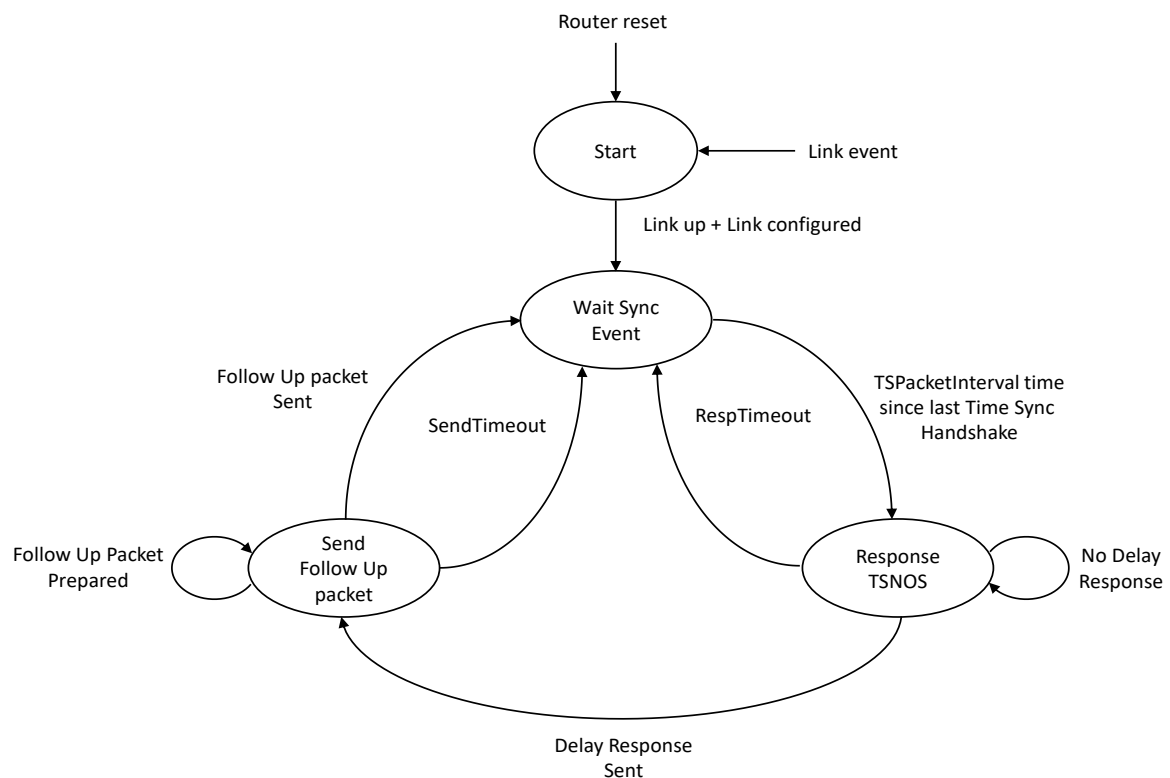 Router reset
Start
Link event
Link up + Link configured
Wait Sync
Event
Follow Up packet
Sent
SendTimeout
RespTimeout
TSPacketInterval time
since last Time Sync
Handshake
Follow Up Packet
Prepared
Send
Follow Up
packet
Response
TSNOS
No Delay
Response
Delay Response
Sent